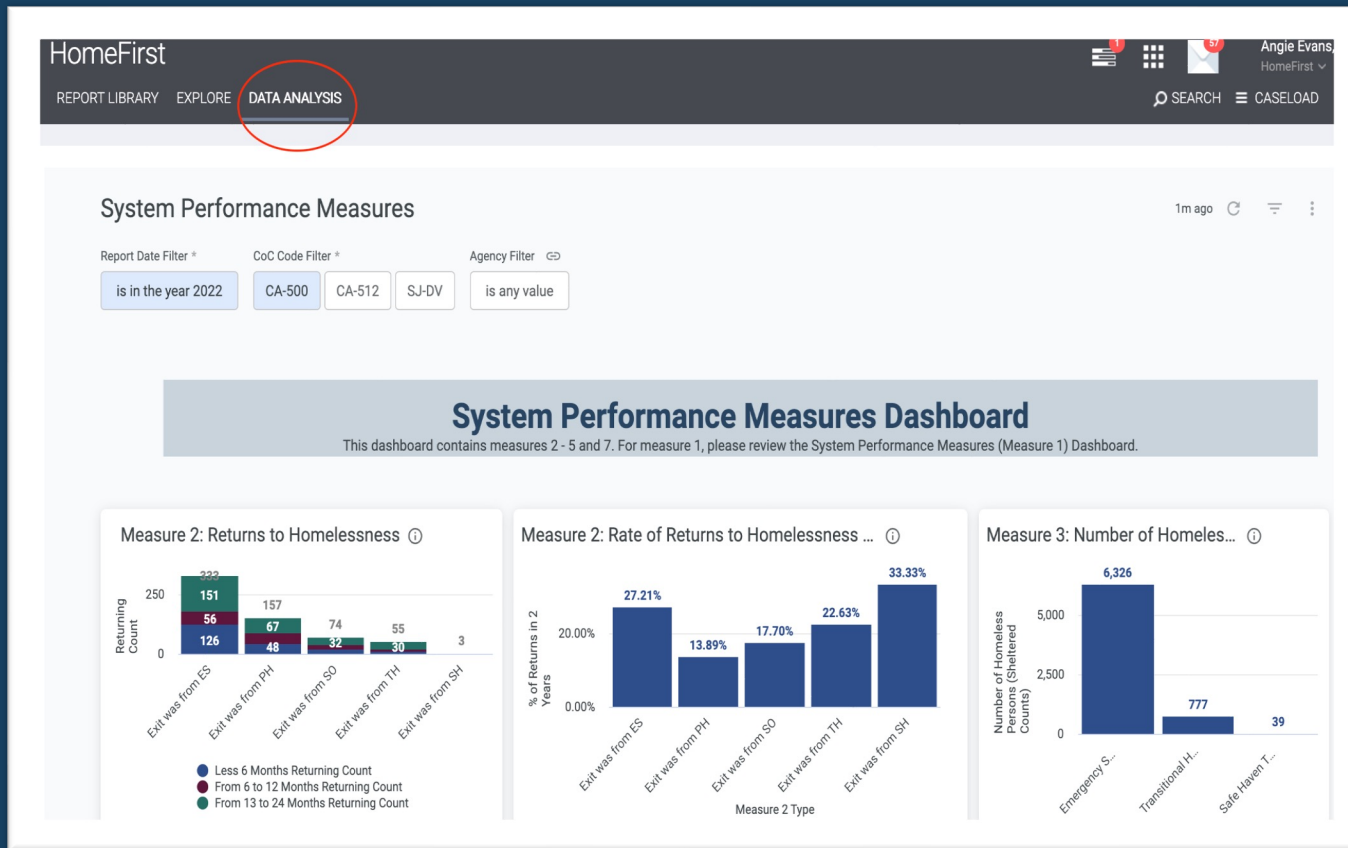 HomeFirst
1
57
Angie Evans,
HomeFirst
REPORT LIBRARY EXPLORE DATA ANALYSIS
SEARCH CASELOAD
System Performance Measures
1m ago
Report Date Filter * CoC Code Filter * Agency Filter
is in the year 2022 CA-500 CA-512 SJ-DV is any value
System Performance Measures Dashboard
This dashboard contains measures 2 - 5 and 7. For measure 1, please review the System Performance Measures (Measure 1) Dashboard.
Measure 2: Returns to Homelessness
Returning
Count
250
0
333
151
56
126
157
67
48
74
32
55
30
3
Exit was from ES
Exit was from PH
Exit was from SO
Exit was from TH
Exit was from SH
Less 6 Months Returning Count
From 6 to 12 Months Returning Count
From 13 to 24 Months Returning Count
Measure 2: Rate of Returns to Homelessness ...
% of Returns in 2
Years
20.00%
0.00%
27.21%
13.89%
17.70%
22.63%
33.33%
Exit was from ES
Exit was from PH
Exit was from SO
Exit was from TH
Exit was from SH
Measure 2 Type
Measure 3: Number of Homeles...
Number of Homeless
Persons (Sheltered
Counts)
5,000
2,500
0
6,326
777
39
Emergency S...
Transitional H...
Safe Haven T...